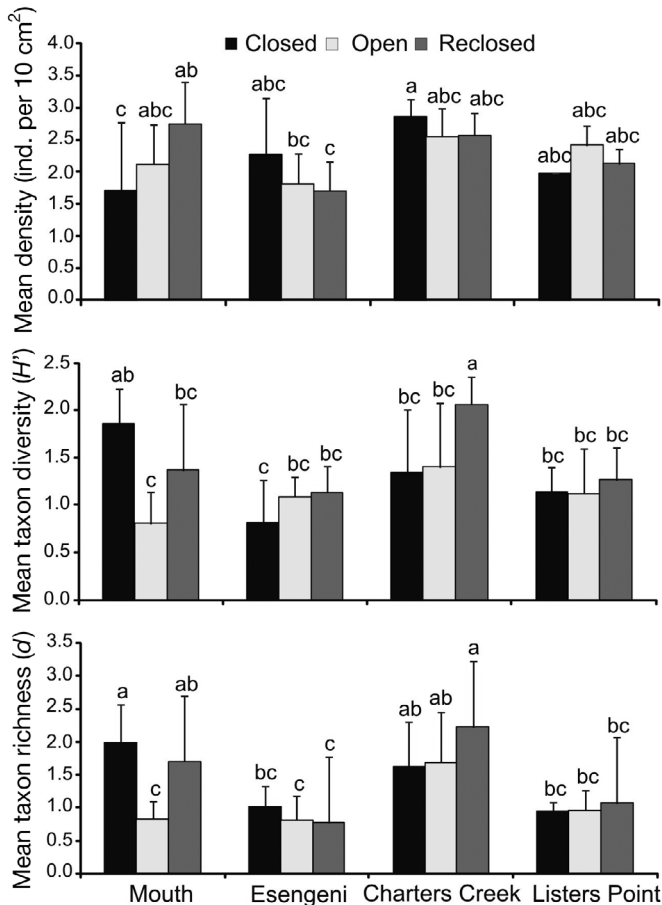 Closed Open Reclosed
Mean density (ind. per 10 cm²)
4.0
3.5
3.0
2.5
2.0
1.5
1.0
0.5
0.0
c abc ab
abc bc c
a abc abc
abc abc abc
Mean taxon diversity (H’)
2.5
2.0
1.5
1.0
0.5
0.0
ab c bc
c bc bc
bc bc a
bc bc bc
Mean taxon richness (d)
3.5
3.0
2.5
2.0
1.5
1.0
0.5
0.0
a c ab
bc c c
ab ab a
bc bc bc
Mouth Esengeni Charters Creek Listers Point